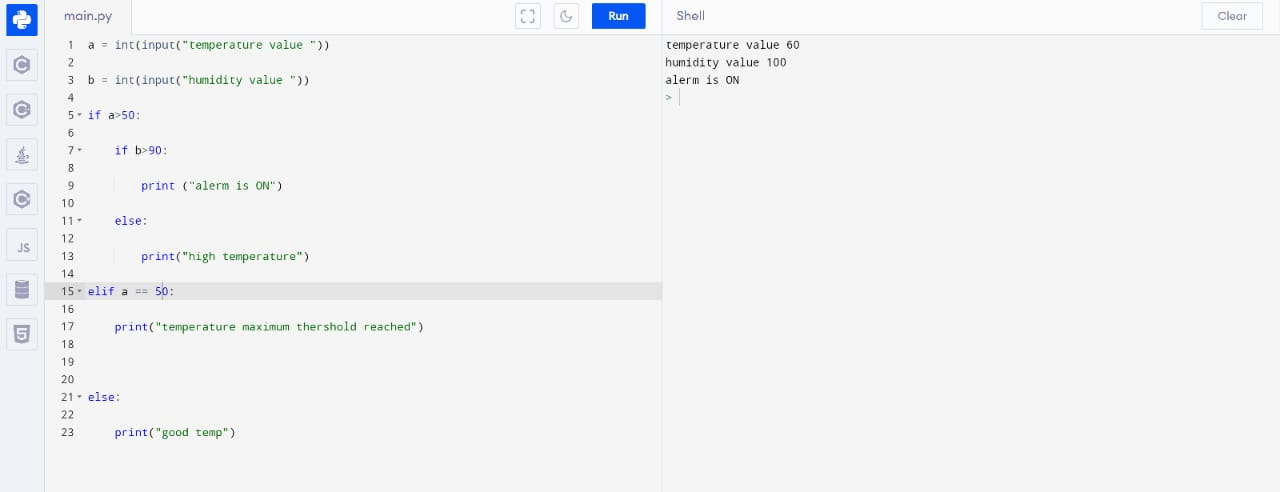 main.py
Run
Shell
Clear
1 a = int(input("temperature value "))
2
3 b = int(input("humidity value "))
4
5 if a>50:
6
7 if b>90:
8
9 print ("alerm is ON")
10
11 else:
12
13 print("high temperature")
14
15 elif a == 50:
16
17 print("temperature maximum thershold reached")
18
19
20
21 else:
22
23 print("good temp")
temperature value 60
humidity value 100
alerm is ON
>
JS